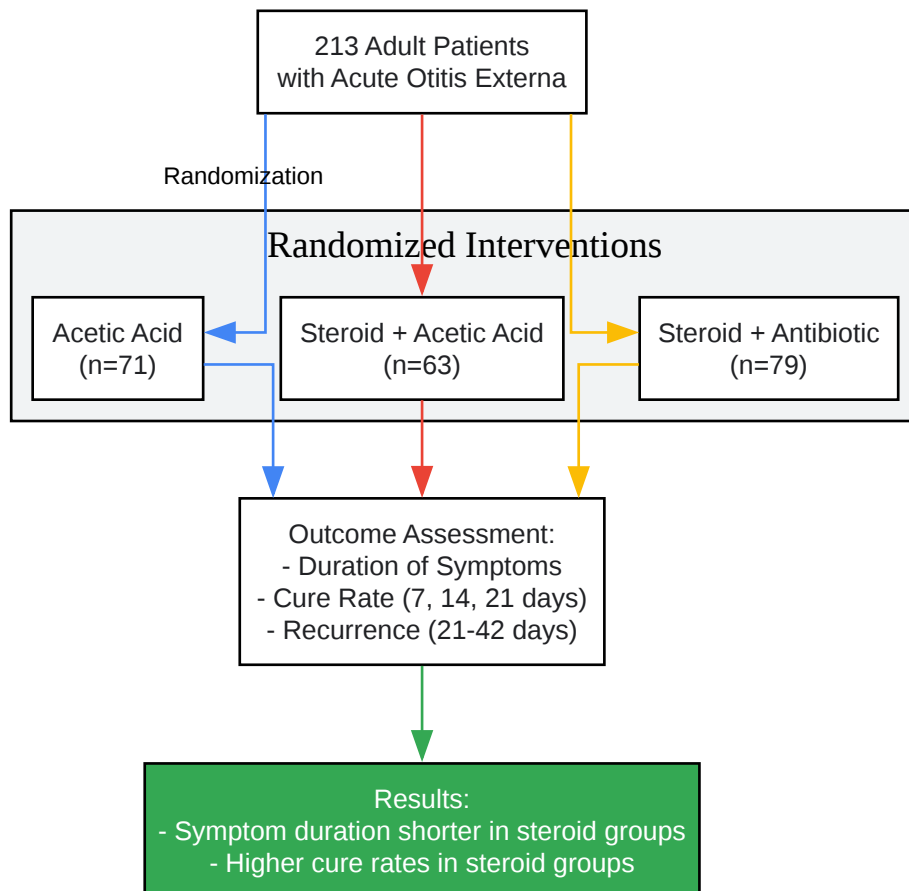 213 Adult Patients
with Acute Otitis Externa
Randomization
Randomized Interventions
Acetic Acid
(n=71)
Steroid + Acetic Acid
(n=63)
Steroid + Antibiotic
(n=79)
Outcome Assessment:
- Duration of Symptoms
- Cure Rate (7, 14, 21 days)
- Recurrence (21-42 days)
Results:
- Symptom duration shorter in steroid groups
- Higher cure rates in steroid groups